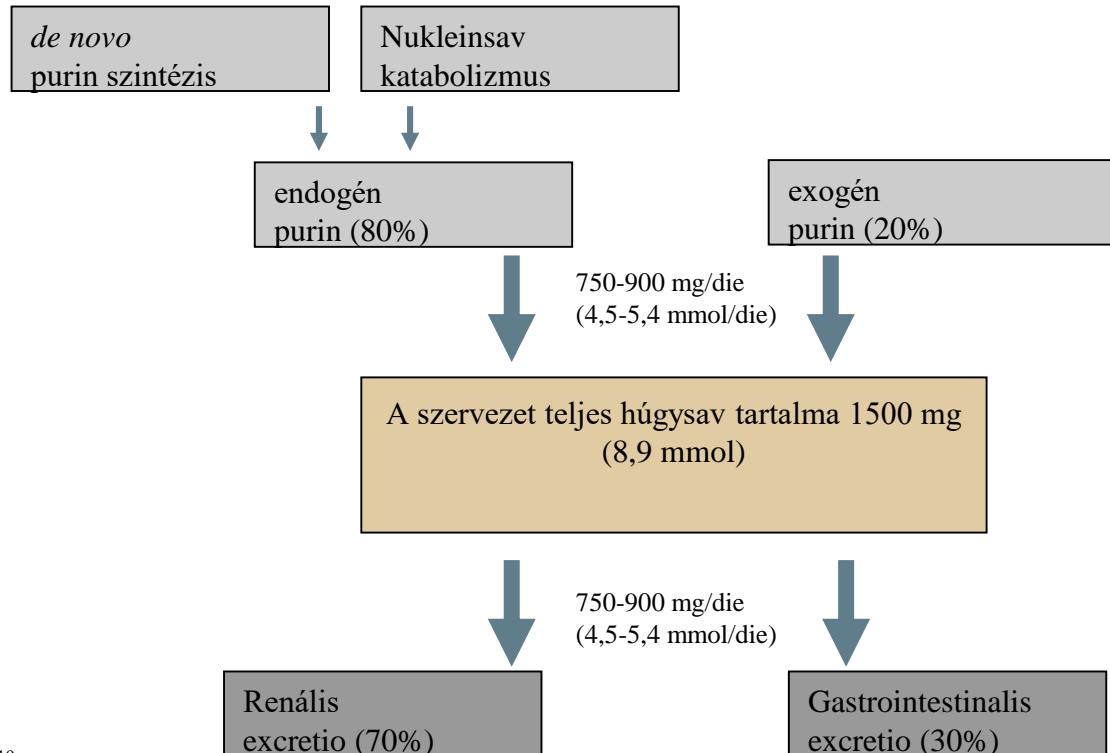 de novo
purin szintézis
Nukleinsav
katabolizmus
endogén
purin (80%)
exogén
purin (20%)
750-900 mg/die
(4,5-5,4 mmol/die)
A szervezet teljes húgysav tartalma 1500 mg
(8,9 mmol)
750-900 mg/die
(4,5-5,4 mmol/die)
Renális
excretio (70%)
Gastrointestinalis
excretio (30%)